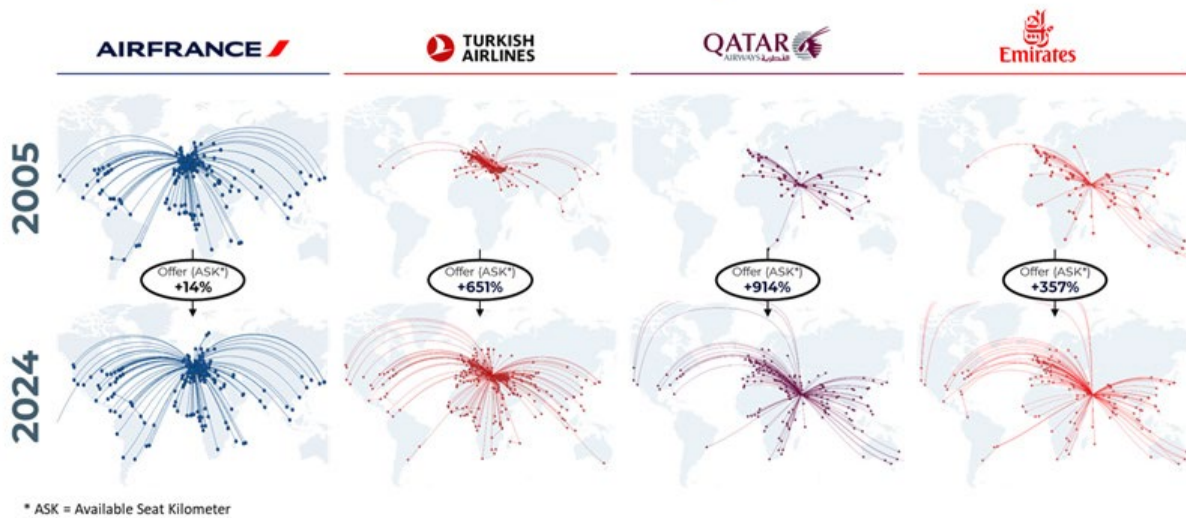 AIRFRANCE
TURKISH
AIRLINES
QATAR
AIRWAYS القطرية
Emirates
2005
Offer (ASK*)
+14%
Offer (ASK*)
+651%
Offer (ASK*)
+914%
Offer (ASK*)
+357%
2024
* ASK = Available Seat Kilometer